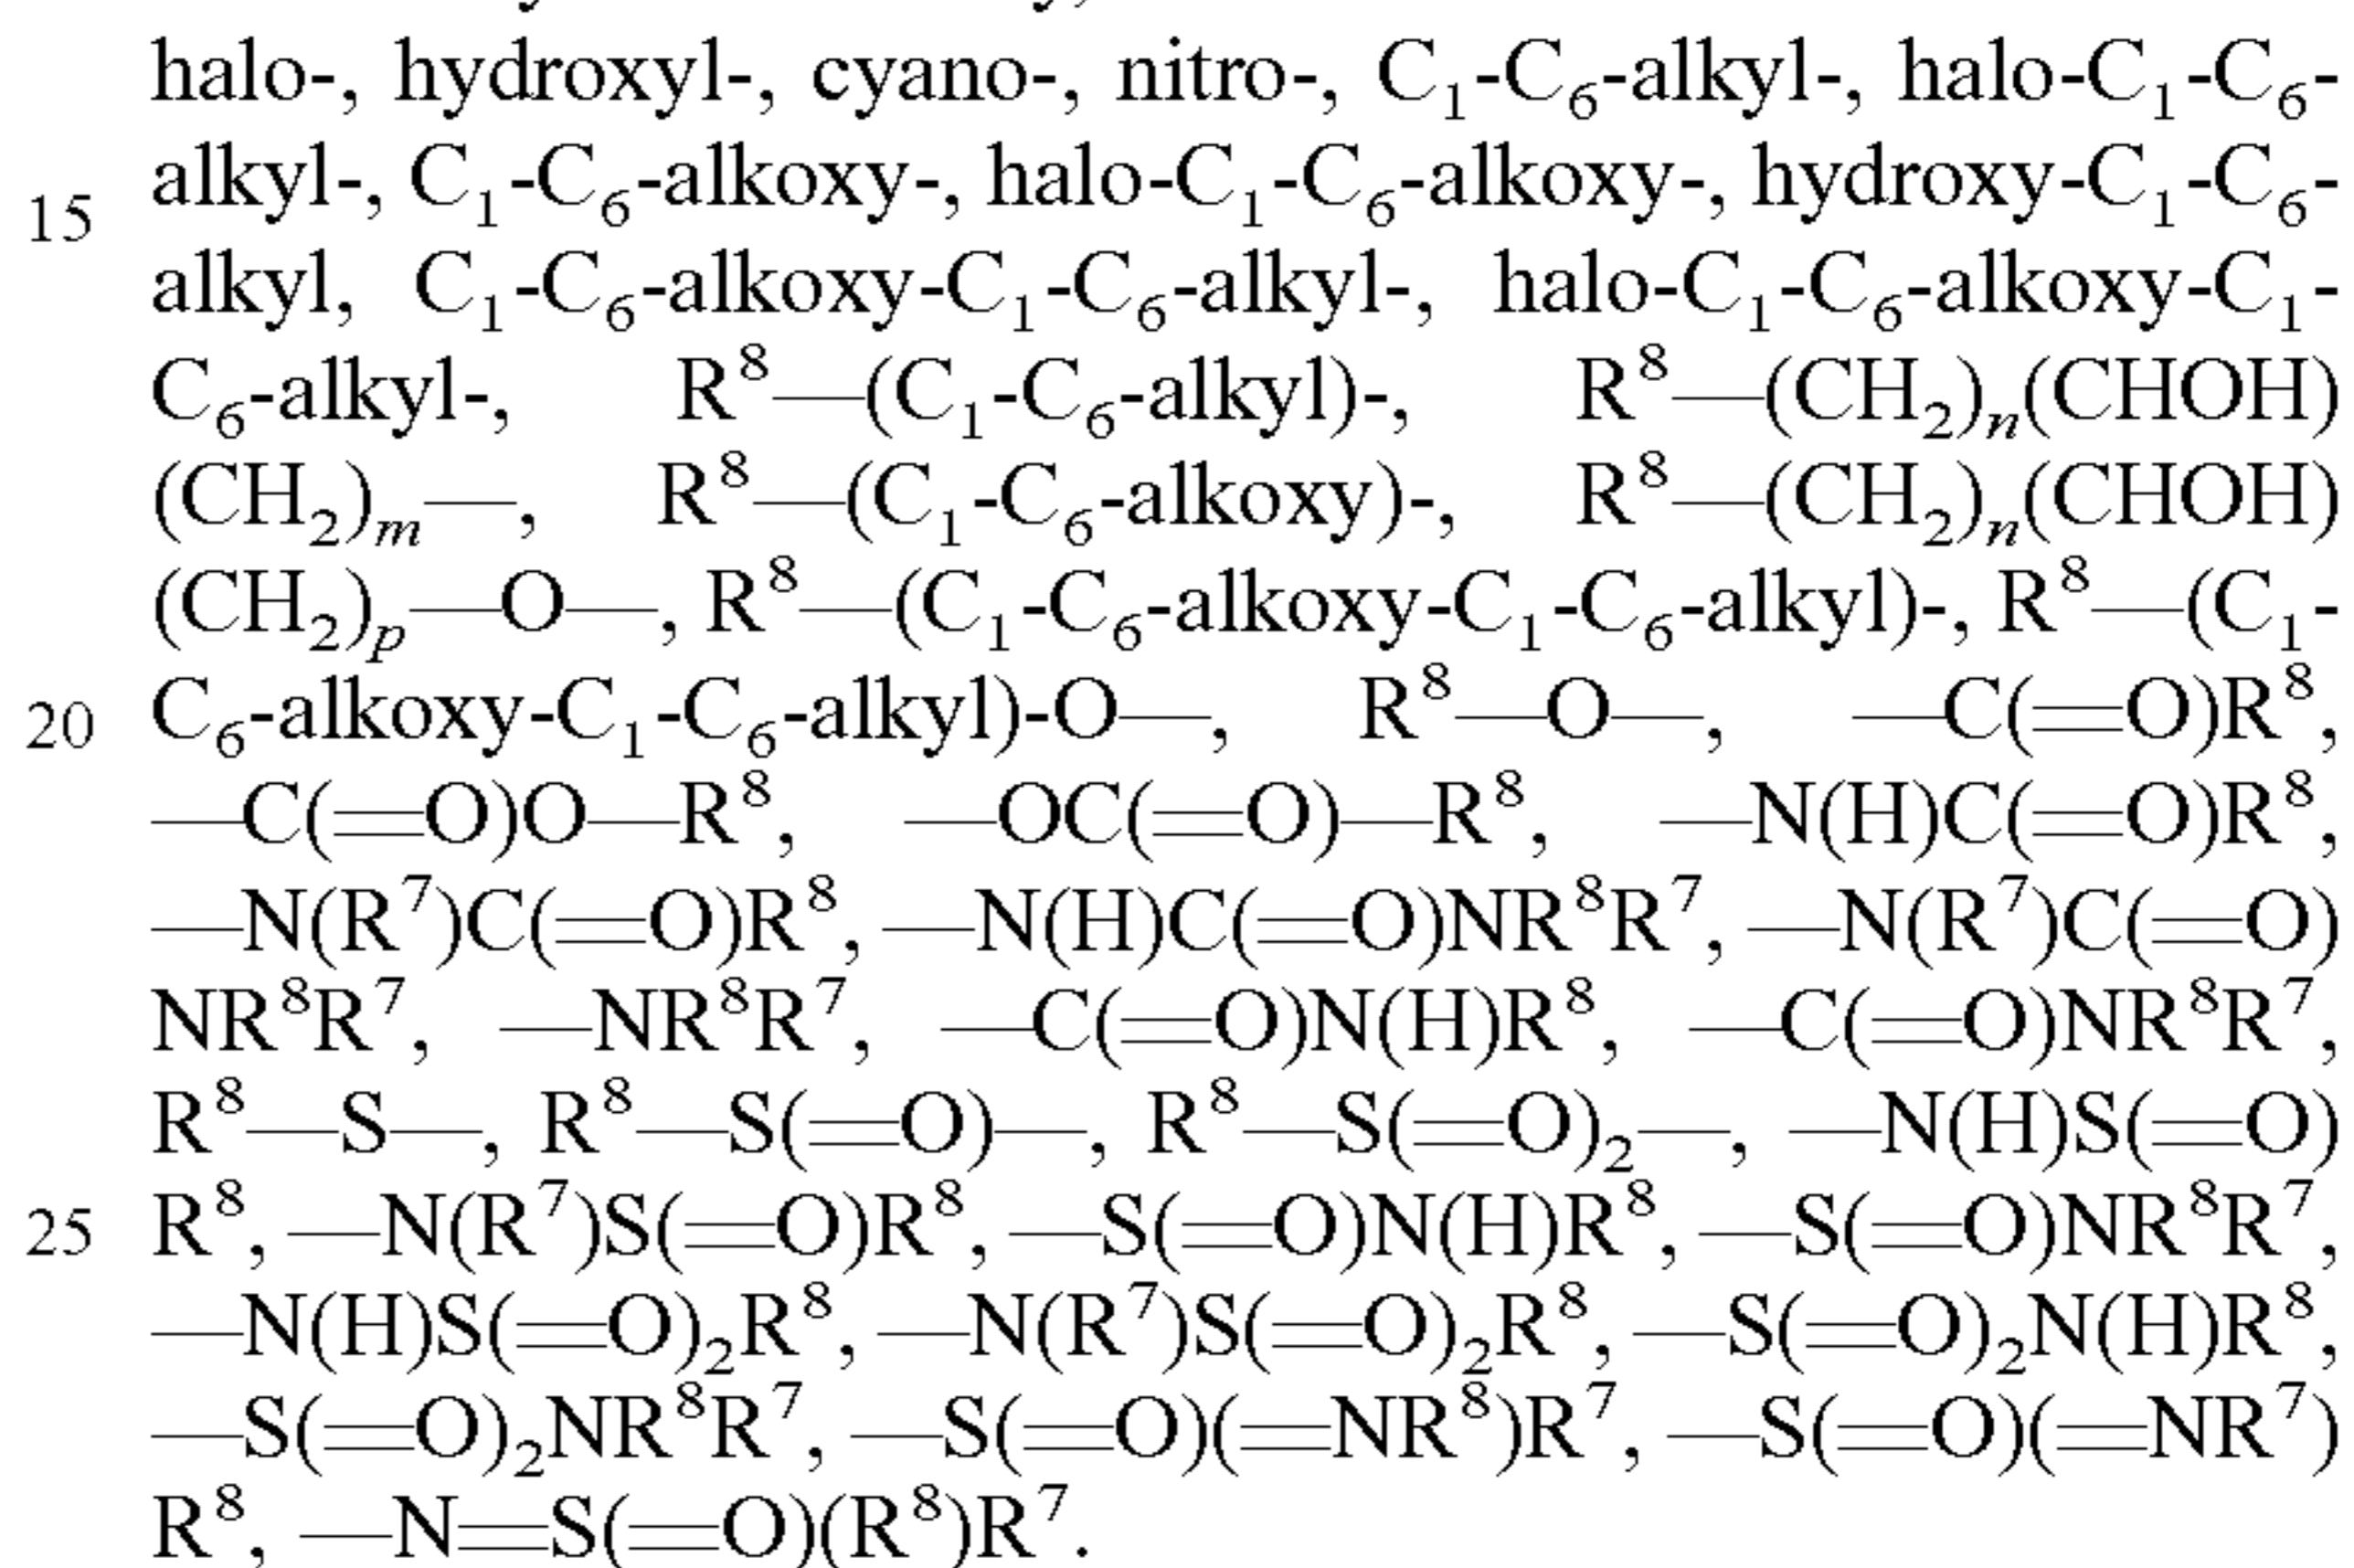 halo-, hydroxyl-, cyano-, nitro-, C₁-C₆-alkyl-, halo-C₁-C₆-
15 alkyl-, C₁-C₆-alkoxy-, halo-C₁-C₆-alkoxy-, hydroxy-C₁-C₆-
alkyl, C₁-C₆-alkoxy-C₁-C₆-alkyl-, halo-C₁-C₆-alkoxy-C₁-
C₆-alkyl-, R⁸—(C₁-C₆-alkyl)-, R⁸—(CH₂)ₙ(CHOH)
(CH₂)ₘ—, R⁸—(C₁-C₆-alkoxy)-, R⁸—(CH₂)ₙ(CHOH)
(CH₂)ₚ—O—, R⁸—(C₁-C₆-alkoxy-C₁-C₆-alkyl)-, R⁸—(C₁-
20 C₆-alkoxy-C₁-C₆-alkyl)-O—, R⁸—O—, —C(═O)R⁸,
—C(═O)O—R⁸, —OC(═O)—R⁸, —N(H)C(═O)R⁸,
—N(R⁷)C(═O)R⁸, —N(H)C(═O)NR⁸R⁷, —N(R⁷)C(═O)
NR⁸R⁷, —NR⁸R⁷, —C(═O)N(H)R⁸, —C(═O)NR⁸R⁷,
R⁸—S—, R⁸—S(═O)—, R⁸—S(═O)₂—, —N(H)S(═O)
25 R⁸, —N(R⁷)S(═O)R⁸, —S(═O)N(H)R⁸, —S(═O)NR⁸R⁷,
—N(H)S(═O)₂R⁸, —N(R⁷)S(═O)₂R⁸, —S(═O)₂N(H)R⁸,
—S(═O)₂NR⁸R⁷, —S(═O)(═NR⁸)R⁷, —S(═O)(═NR⁷)
R⁸, —N═S(═O)(R⁸)R⁷.